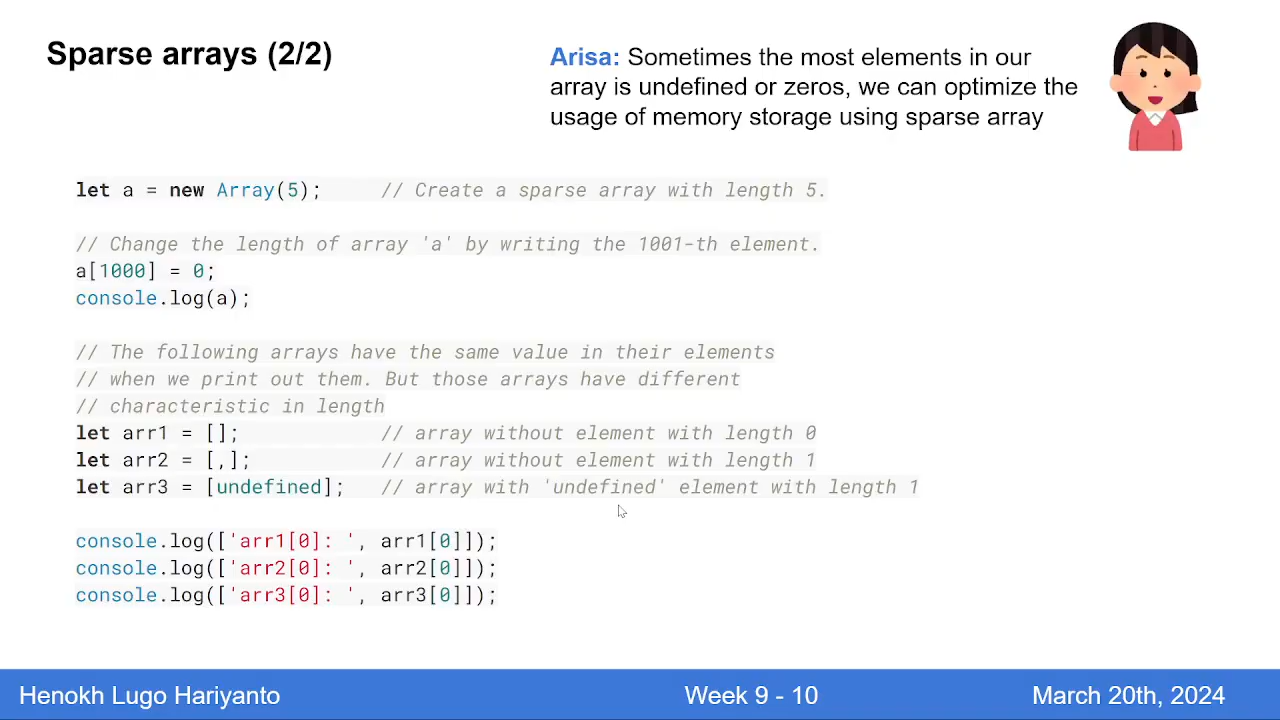 Sparse arrays (2/2)
Arisa: Sometimes the most elements in our
array is undefined or zeros, we can optimize the
usage of memory storage using sparse array
let a = new Array(5);     // Create a sparse array with length 5.
// Change the length of array 'a' by writing the 1001-th element.
a[1000] = 0;
console.log(a);
// The following arrays have the same value in their elements
// when we print out them. But those arrays have different
// characteristic in length
let arr1 = [];            // array without element with length 0
let arr2 = [,];           // array without element with length 1
let arr3 = [undefined];   // array with 'undefined' element with length 1
console.log(['arr1[0]: ', arr1[0]]);
console.log(['arr2[0]: ', arr2[0]]);
console.log(['arr3[0]: ', arr3[0]]);
Henokh Lugo Hariyanto
Week 9 - 10
March 20th, 2024